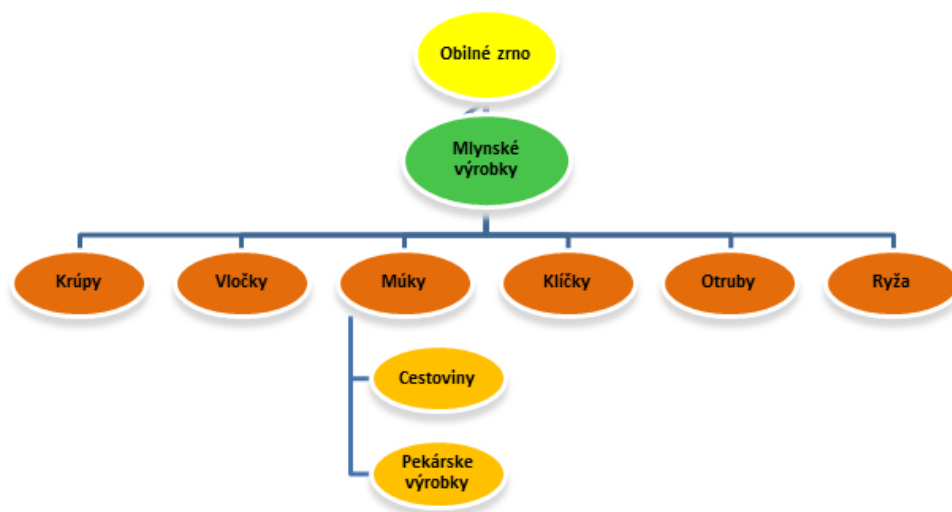 Obilné zrno
Mlynské
výrobky
Krúpy
Vločky
Múky
Klíčky
Otruby
Ryža
Cestoviny
Pekárske
výrobky